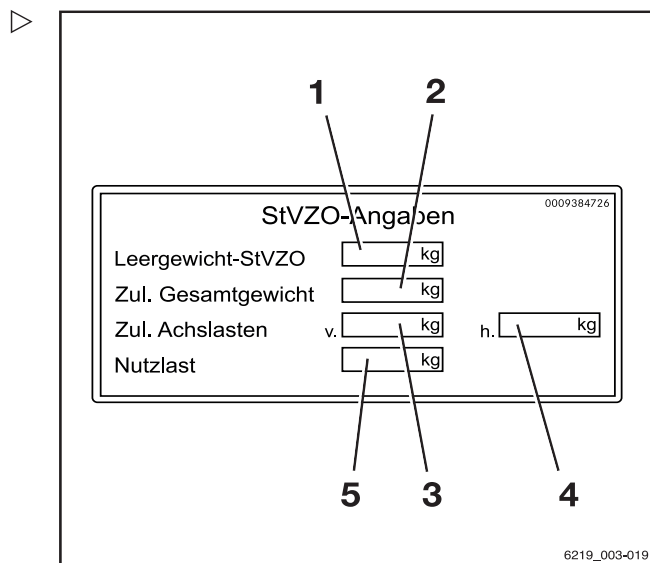 1 2
0009384726
StVZO-Angaben
Leergewicht-StVZO kg
Zul. Gesamtgewicht kg
Zul. Achslasten v. kg h. kg
Nutzlast kg
5 3 4
6219_003-019